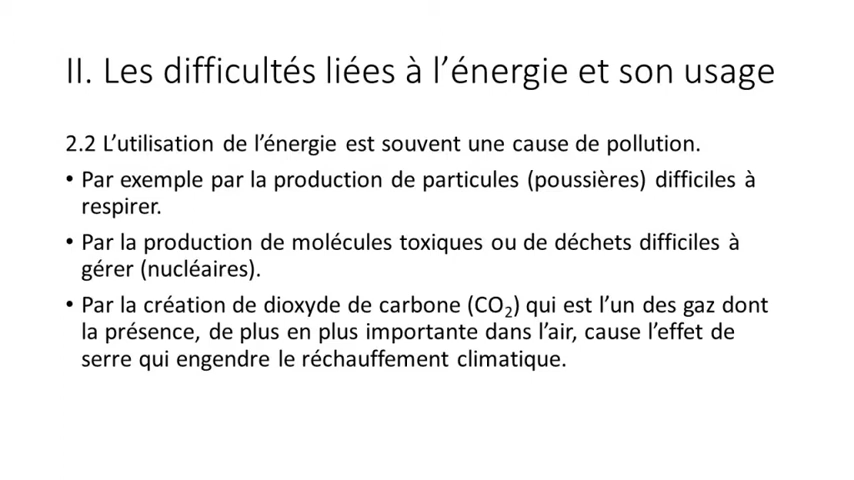 II. Les difficultés liées à l’énergie et son usage
2.2 L’utilisation de l’énergie est souvent une cause de pollution.
• Par exemple par la production de particules (poussières) difficiles à
respirer.
• Par la production de molécules toxiques ou de déchets difficiles à
gérer (nucléaires).
• Par la création de dioxyde de carbone (CO₂) qui est l’un des gaz dont
la présence, de plus en plus importante dans l’air, cause l’effet de
serre qui engendre le réchauffement climatique.